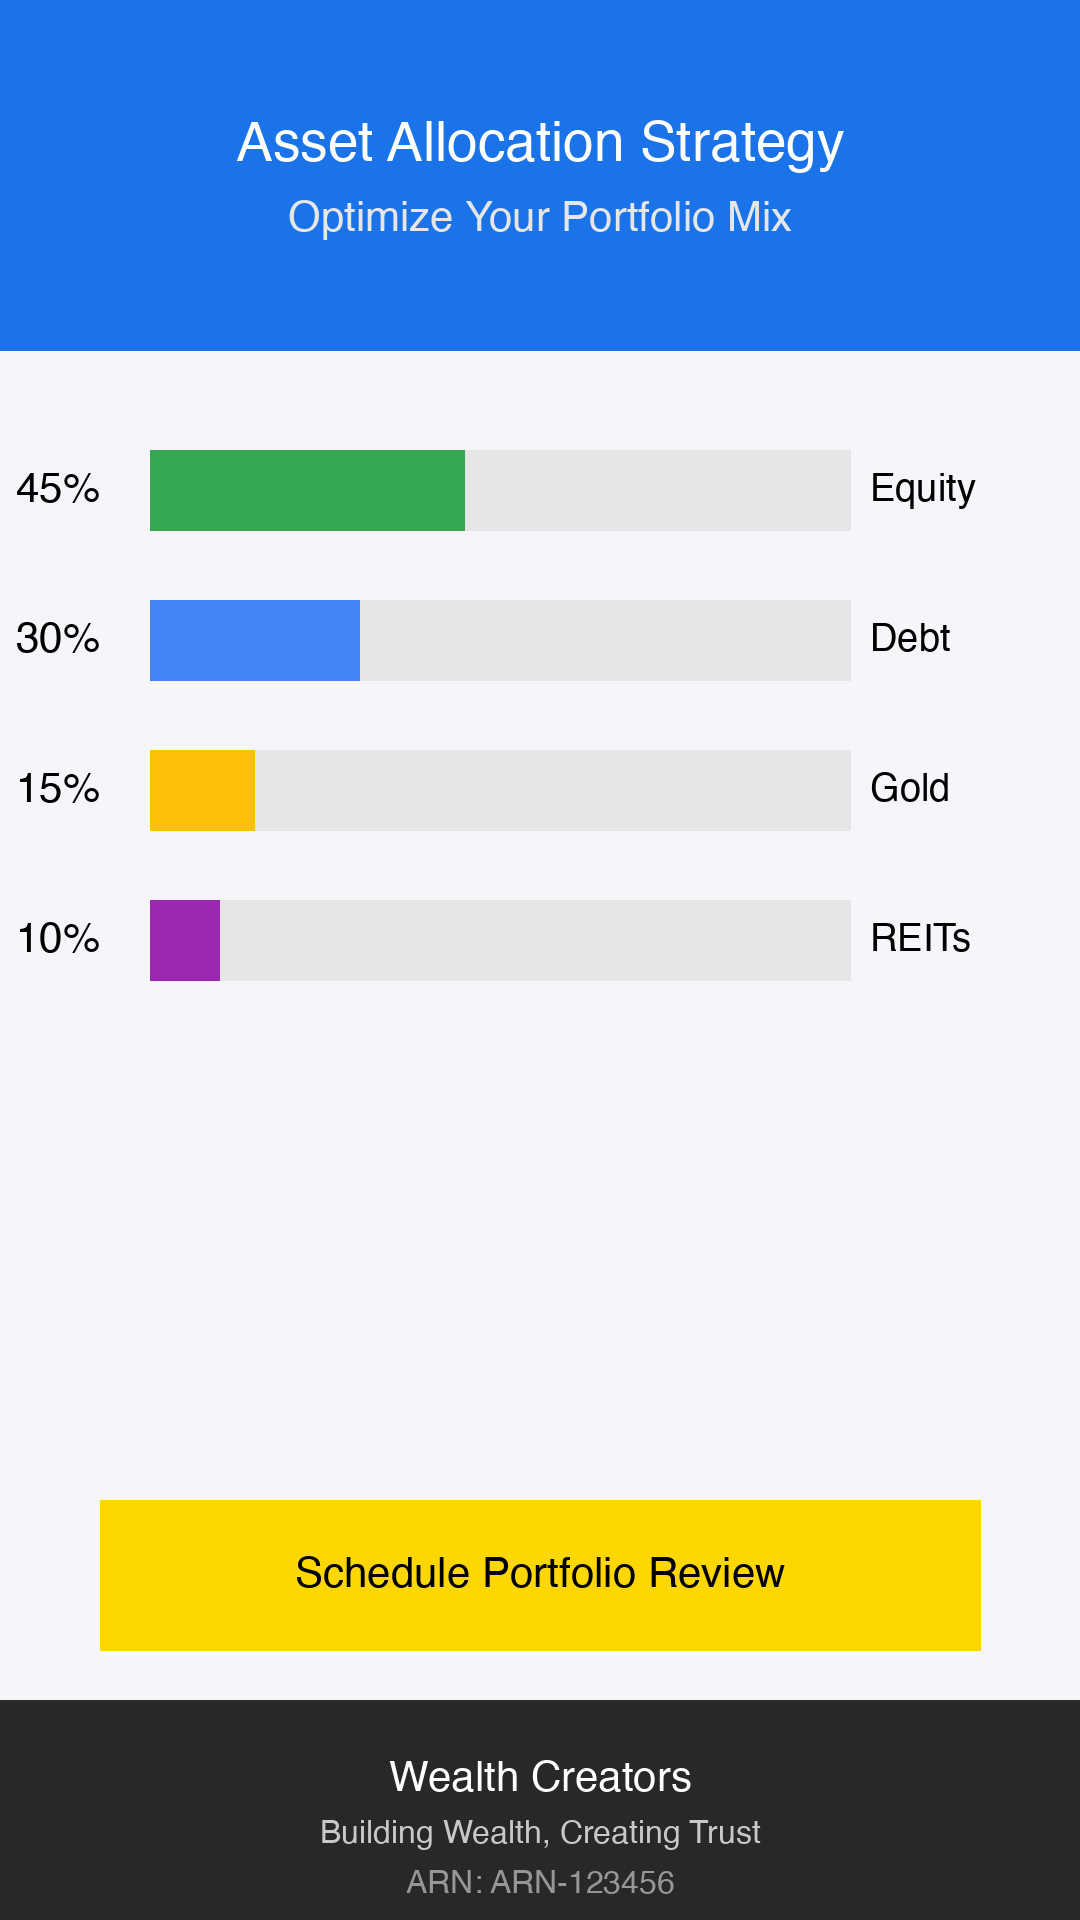 Asset Allocation Strategy
Optimize Your Portfolio Mix
45% Equity
30% Debt
15% Gold
10% REITs
Schedule Portfolio Review
Wealth Creators
Building Wealth, Creating Trust
ARN: ARN-123456